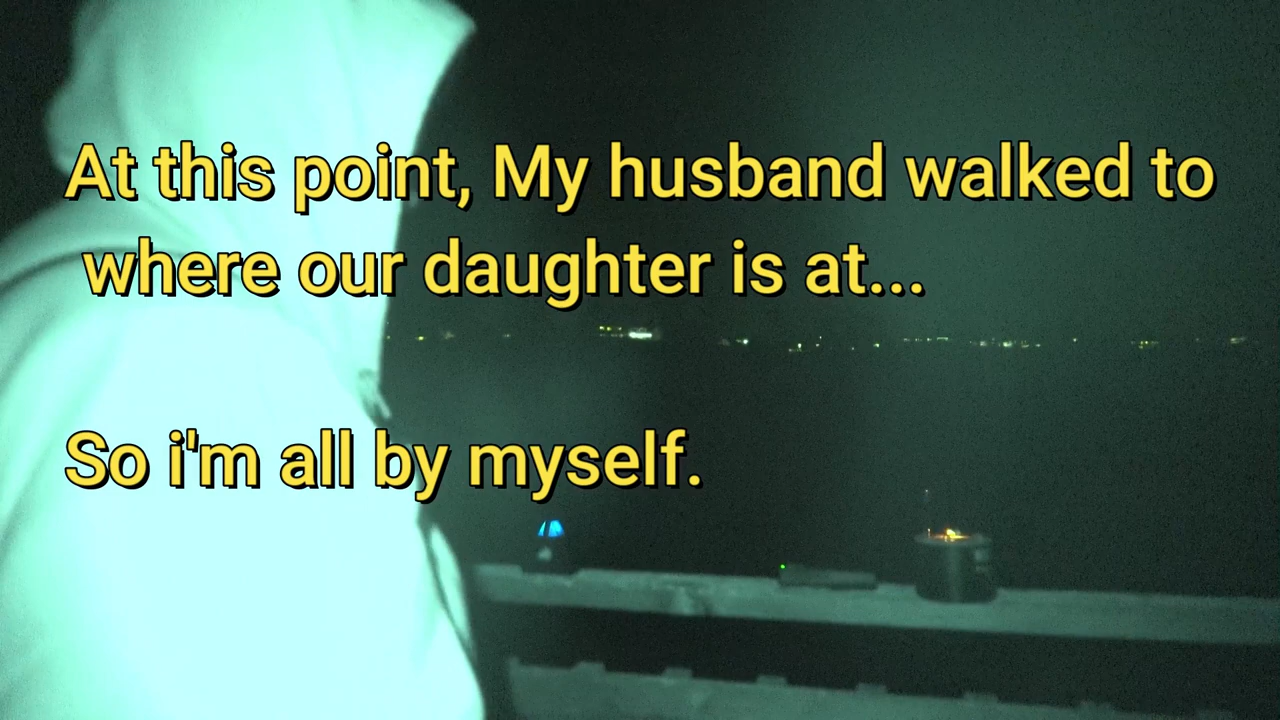 At this point, My husband walked to
where our daughter is at...
So i'm all by myself.